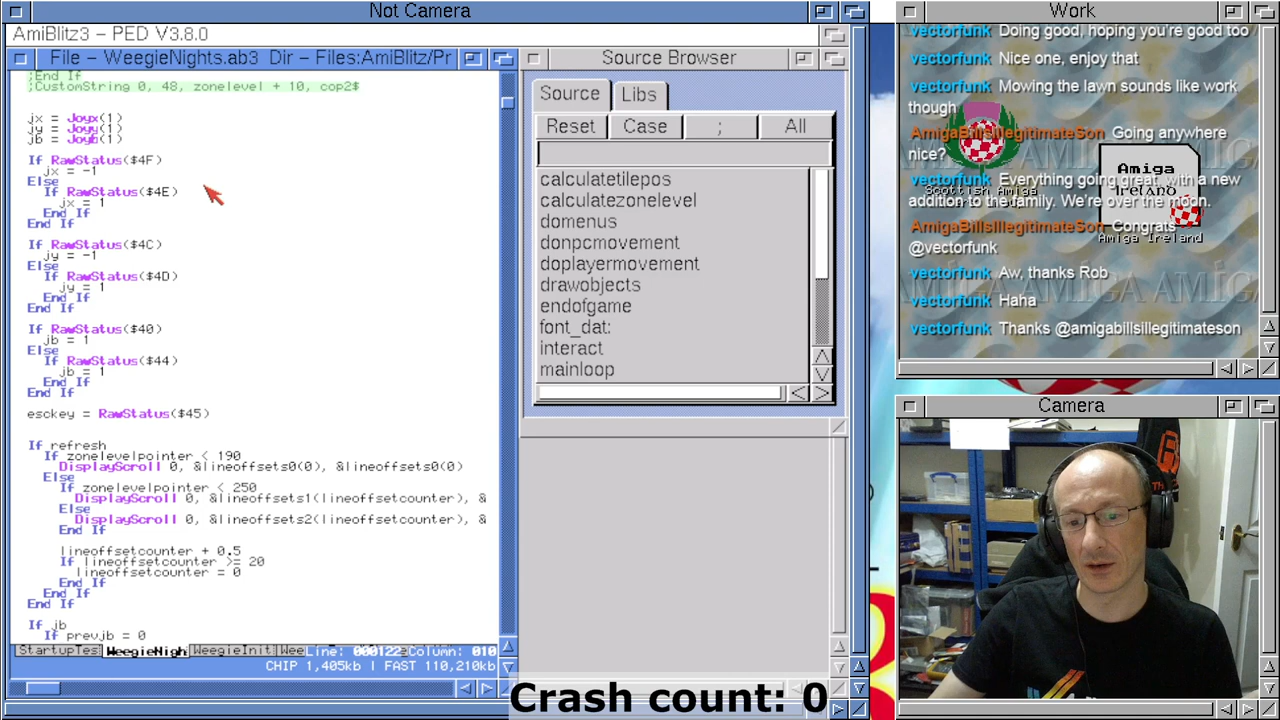 Not Camera
AmiBlitz3 - PED V3.8.0
File - WeegieNights.ab3 Dir - Files:AmiBlitz/Pr
;End If
;CustomString 0, 48, zonelevel + 10, cop2$
jx = Joyx(1)
jy = Joyy(1)
jb = Joyb(1)
If RawStatus($4F)
jx = -1
Else
If RawStatus($4E)
jx = 1
End If
End If
If RawStatus($4C)
jy = -1
Else
If RawStatus($4D)
jy = 1
End If
End If
If RawStatus($40)
jb = 1
Else
If RawStatus($44)
jb = 1
End If
End If
esckey = RawStatus($45)
If refresh
If zonelevelpointer < 190
DisplayScroll 0, &lineoffsets0(0), &lineoffsets0(0)
Else
If zonelevelpointer < 250
DisplayScroll 0, &lineoffsets1(lineoffsetcounter), &
Else
DisplayScroll 0, &lineoffsets2(lineoffsetcounter), &
End If
lineoffsetcounter + 0.5
If lineoffsetcounter >= 20
lineoffsetcounter = 0
End If
End If
End If
If jb
If prevjb = 0
StartupTes WeegieNigh WeegieInit Wee Line: 000122 Column: 010
CHIP 1,405kb | FAST 110,210kb
Source Browser
Source Libs
Reset Case ; All
calculatetilepos
calculatezonelevel
domenus
donpcmovement
doplayermovement
drawobjects
endofgame
font_dat:
interact
mainloop
Crash count: 0
Work
vectorfunk Doing good, hoping you're good too
vectorfunk Nice one, enjoy that
vectorfunk Mowing the lawn sounds like work
though
AmigaBillsIllegitimateSon Going anywhere
nice?
vectorfunk Everything going great, with a new
addition to the family. We're over the moon.
AmigaBillsIllegitimateSon Congrats
@vectorfunk
vectorfunk Aw, thanks Rob
vectorfunk Haha
vectorfunk Thanks @amigabillsillegitimateson
Scottish Amiga
Amiga
Ireland
Amiga Ireland
Camera